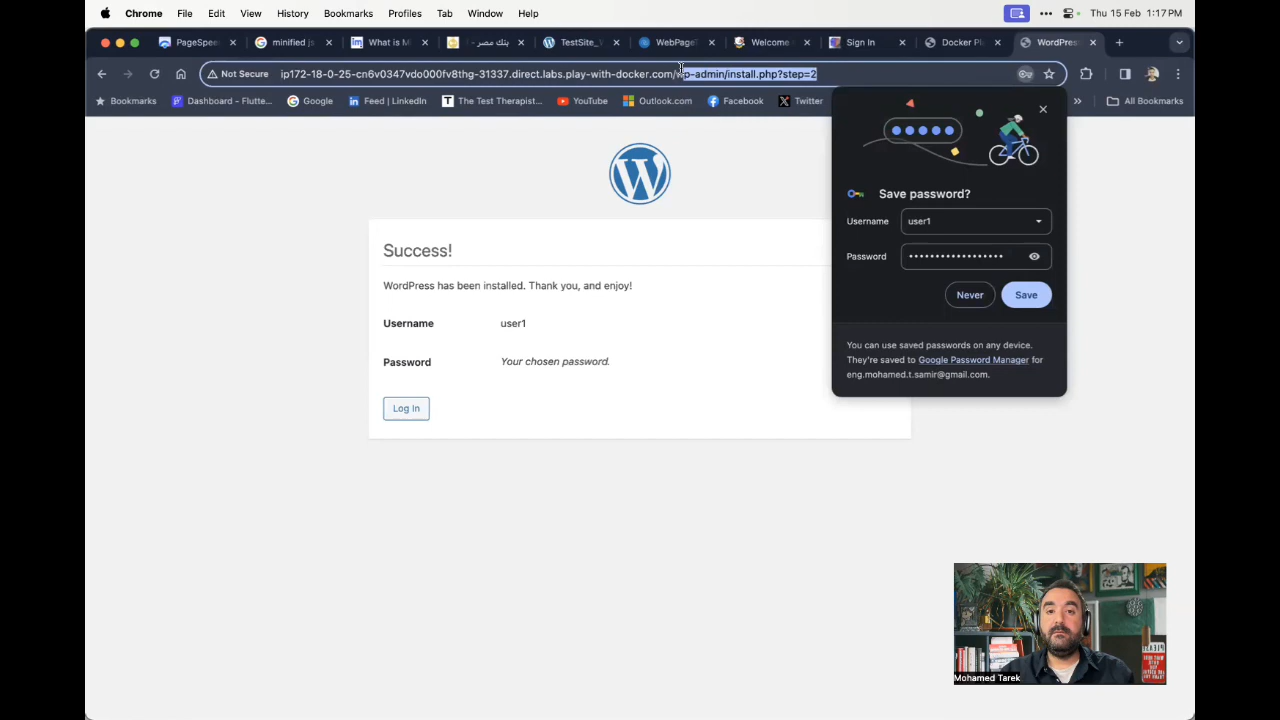 Chrome File Edit View History Bookmarks Profiles Tab Window Help Thu 15 Feb 1:17 PM
PageSpee minified js What is Mi بنك مصر TestSite_ WebPageT Welcome Sign In Docker Pl WordPres
Not Secure ip172-18-0-25-cn6v0347vdo000fv8thg-31337.direct.labs.play-with-docker.com/wp-admin/install.php?step=2
Bookmarks Dashboard - Flutte... Google Feed | LinkedIn The Test Therapist... YouTube Outlook.com Facebook Twitter » All Bookmarks
Save password?
Username user1
Password ••••••••••••••••••
Never Save
You can use saved passwords on any device.
They're saved to Google Password Manager for
eng.mohamed.t.samir@gmail.com.
Success!
WordPress has been installed. Thank you, and enjoy!
Username user1
Password Your chosen password.
Log In
Mohamed Tarek